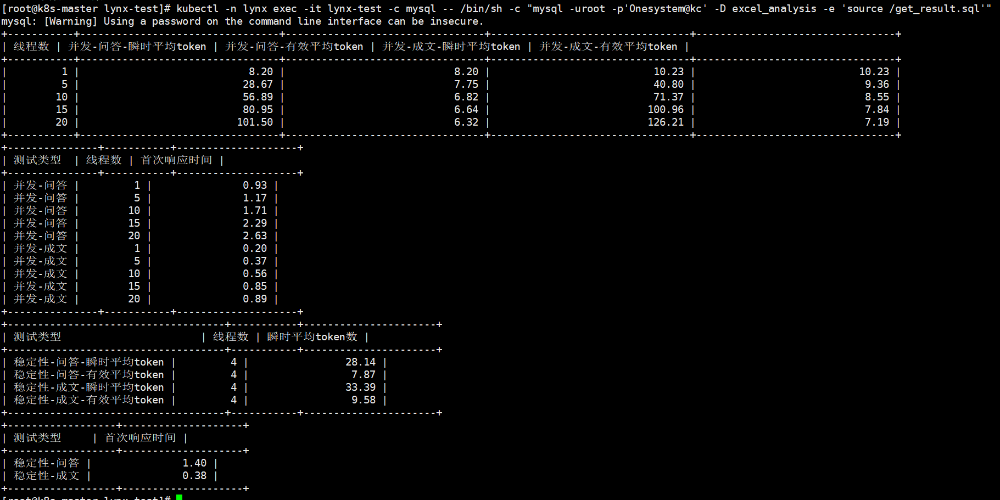 [root@k8s-master lynx-test]# kubectl -n lynx exec -it lynx-test -c mysql -- /bin/sh -c "mysql -uroot -p'Onesystem@kc' -D excel_analysis -e 'source /get_result.sql'"
mysql: [Warning] Using a password on the command line interface can be insecure.
+-----------+---------------------------------+---------------------------------+---------------------------------+---------------------------------+
| 线程数 | 并发-问答-瞬时平均token | 并发-问答-有效平均token | 并发-成文-瞬时平均token | 并发-成文-有效平均token |
+-----------+---------------------------------+---------------------------------+---------------------------------+---------------------------------+
| 1 | 8.20 | 8.20 | 10.23 | 10.23 |
| 5 | 28.67 | 7.75 | 40.80 | 9.36 |
| 10 | 56.89 | 6.82 | 71.37 | 8.55 |
| 15 | 80.95 | 6.64 | 100.96 | 7.84 |
| 20 | 101.50 | 6.32 | 126.21 | 7.19 |
+-----------+---------------------------------+---------------------------------+---------------------------------+---------------------------------+
+---------------+-----------+--------------------+
| 测试类型 | 线程数 | 首次响应时间 |
+---------------+-----------+--------------------+
| 并发-问答 | 1 | 0.93 |
| 并发-问答 | 5 | 1.17 |
| 并发-问答 | 10 | 1.71 |
| 并发-问答 | 15 | 2.29 |
| 并发-问答 | 20 | 2.63 |
| 并发-成文 | 1 | 0.20 |
| 并发-成文 | 5 | 0.37 |
| 并发-成文 | 10 | 0.56 |
| 并发-成文 | 15 | 0.85 |
| 并发-成文 | 20 | 0.89 |
+---------------+-----------+--------------------+
+------------------------------------+-----------+----------------------+
| 测试类型 | 线程数 | 瞬时平均token数 |
+------------------------------------+-----------+----------------------+
| 稳定性-问答-瞬时平均token | 4 | 28.14 |
| 稳定性-问答-有效平均token | 4 | 7.87 |
| 稳定性-成文-瞬时平均token | 4 | 33.39 |
| 稳定性-成文-有效平均token | 4 | 9.58 |
+------------------------------------+-----------+----------------------+
+------------------+--------------------+
| 测试类型 | 首次响应时间 |
+------------------+--------------------+
| 稳定性-问答 | 1.40 |
| 稳定性-成文 | 0.38 |
+------------------+--------------------+
[root@k8s-master lynx-test]#